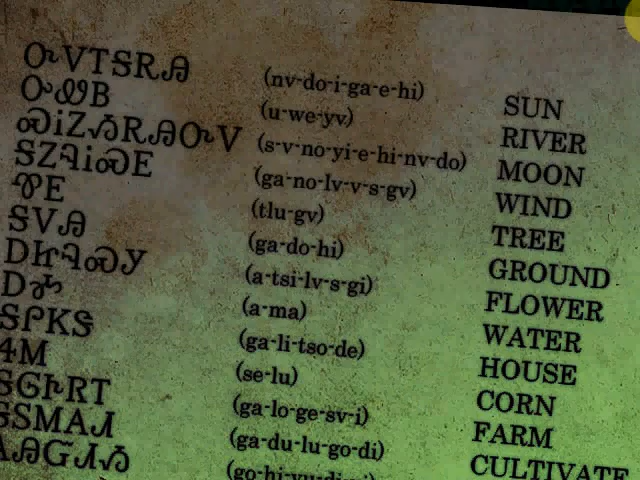 ᏅᏙᎢᎦᎡᎯ (nv-do-i-ga-e-hi) SUN
ᎤᏪᏴ (u-we-yv) RIVER
ᏍᎥᏃᏱᎡᎯᏅᏙ (s-v-no-yi-e-hi-nv-do) MOON
ᎦᏃᎸᎥᏍᎬ (ga-no-lv-v-s-gv) WIND
ᏡᎬ (tlu-gv) TREE
ᎦᏙᎯ (ga-do-hi) GROUND
ᎠᏥᎸᏍᎩ (a-tsi-lv-s-gi) FLOWER
ᎠᎹ (a-ma) WATER
ᎦᎵᏦᏕ (ga-li-tso-de) HOUSE
ᏎᎷ (se-lu) CORN
ᎦᎶᎨᏒᎢ (ga-lo-ge-sv-i) FARM
ᎦᏚᎷᎪᏗ (ga-du-lu-go-di) CULTIVATE